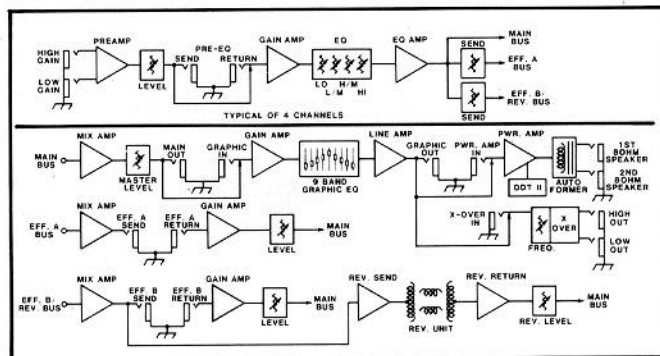 HIGH GAIN
LOW GAIN
PREAMP
LEVEL
PRE-EQ
SEND RETURN
GAIN AMP
EQ
LO H/M
L/M HI
EQ AMP
SEND
SEND
MAIN BUS
EFF. A BUS
EFF. B/ REV. BUS
TYPICAL OF 4 CHANNELS
MAIN BUS
MIX AMP
MASTER LEVEL
MAIN OUT
GRAPHIC IN
GAIN AMP
9 BAND GRAPHIC EQ
LINE AMP
GRAPHIC OUT
PWR. AMP IN
PWR. AMP
DDT II
AUTO FORMER
1ST 8OHM SPEAKER
2ND 8OHM SPEAKER
X-OVER IN
FREQ.
X OVER
HIGH OUT
LOW OUT
EFF. A BUS
MIX AMP
EFF. A SEND
EFF. A RETURN
GAIN AMP
LEVEL
MAIN BUS
EFF. B/ REV. BUS
MIX AMP
EFF. B SEND
EFF. B RETURN
GAIN AMP
LEVEL
MAIN BUS
REV. SEND
REV. UNIT
REV. RETURN
REV. LEVEL
MAIN BUS